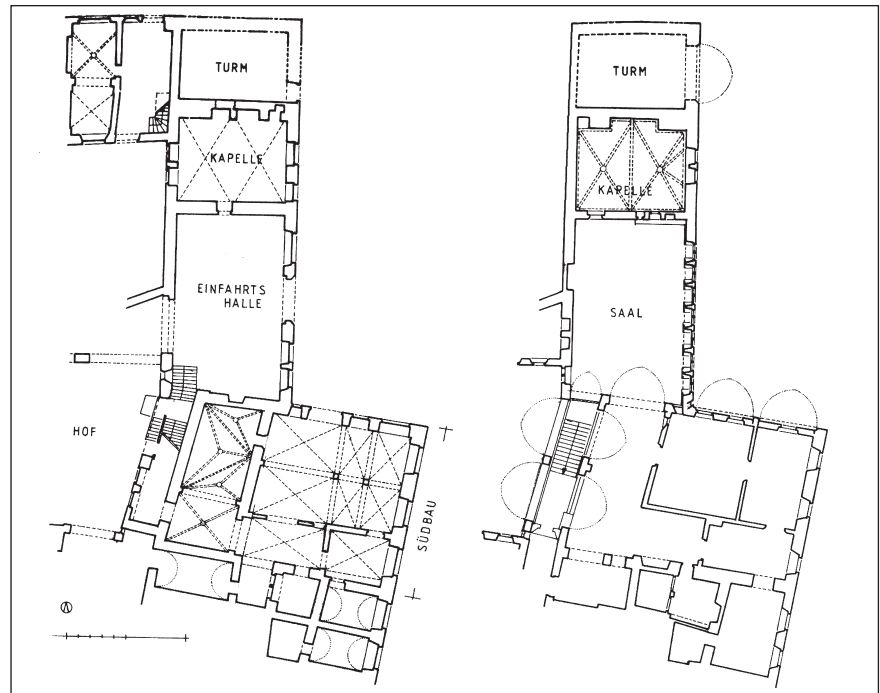 TURM
KAPELLE
EINFAHRTS
HALLE
HOF
SÜDBAU
TURM
KAPELLE
SAAL